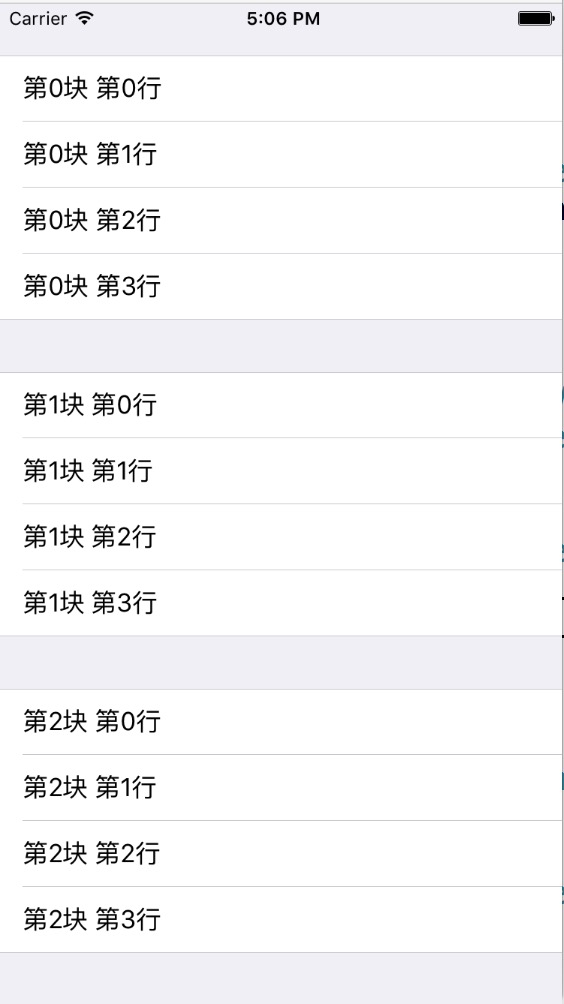 Carrier 5:06 PM
第0块 第0行
第0块 第1行
第0块 第2行
第0块 第3行
第1块 第0行
第1块 第1行
第1块 第2行
第1块 第3行
第2块 第0行
第2块 第1行
第2块 第2行
第2块 第3行